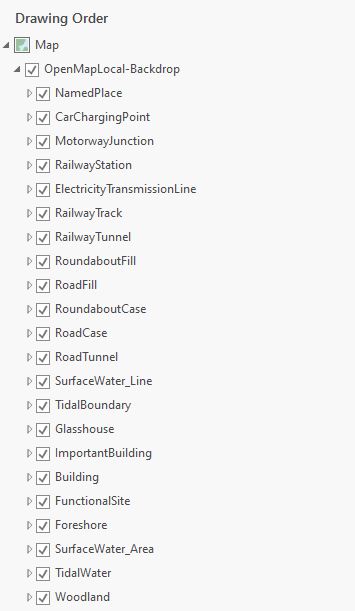 Drawing Order
Map
OpenMapLocal-Backdrop
NamedPlace
CarChargingPoint
MotorwayJunction
RailwayStation
ElectricityTransmissionLine
RailwayTrack
RailwayTunnel
RoundaboutFill
RoadFill
RoundaboutCase
RoadCase
RoadTunnel
SurfaceWater_Line
TidalBoundary
Glasshouse
ImportantBuilding
Building
FunctionalSite
Foreshore
SurfaceWater_Area
TidalWater
Woodland